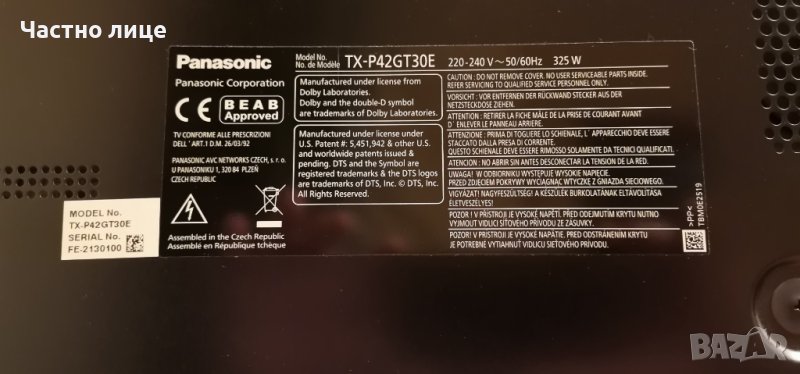 Частно лице
Panasonic
Model No.
No. de Modèle
TX-P42GT30E
220-240 V ~ 50/60Hz 325 W
Panasonic Corporation
CE
BEAB
Approved
TV CONFORME ALLE PRESCRIZIONI
DELL' ART.1 D.M. 26/03/92
PANASONIC AVC NETWORKS CZECH, s. r. o.
U PANASONIKU 1, 320 84 PLZEŇ
CZECH REPUBLIC
Assembled in the Czech Republic
Assemblé en République tchèque
Manufactured under license from
Dolby Laboratories.
Dolby and the double-D symbol
are trademarks of Dolby Laboratories.
Manufactured under license under
U.S. Patent #: 5,451,942 & other U.S.
and worldwide patents issued &
pending. DTS and the Symbol are
registered trademarks & the DTS
logos are trademarks of DTS, Inc.
© DTS, Inc. All Rights Reserved.
CAUTION : DO NOT REMOVE COVER. NO USER SERVICEABLE PARTS INSIDE.
REFER SERVICING TO QUALIFIED SERVICE PERSONNEL ONLY.
VORSICHT : VOR ENTFERNEN DER RÜCKWAND STECKER AUS DER
NETZSTECKDOSE ZIEHEN.
ATTENTION : RETIRER LA FICHE MÂLE DE LA PRISE DE COURANT AVANT
D' ENLEVER LE PANNEAU ARRIERE.
ATTENZIONE : PRIMA DI TOGLIERE LO SCHIENALE, L' APPARECCHIO DEVE ESSERE
STACCATO DALLA PRESA DI CORRENTE.
QUESTO SCHIENALE DEVE ESSERE RIMOSSO SOLAMENTE DA TECNICI QUALIFICATI.
ATENCION : NO ABRIR SIN ANTES DESCONECTAR LA TENSION DE LA RED.
UWAGA! W ODBIORNIKU WYSTĘPUJE WYSOKIE NAPIĘCIE.
PRZED ZDJĘCIEM POKRYWY WYCIĄGNĄĆ WTYCZKĘ Z GNIAZDA SIECIOWEGO.
VIGYÁZAT! NAGYFESZÜLTSÉG! A KÉSZÜLÉK BURKOLATÁNAK ELTÁVOLÍTÁSA
ÉLETVESZÉLYES!
POZOR ! V PŘÍSTROJI JE VYSOKÉ NAPĚTÍ. PŘED ODEJMUTÍM KRYTU NUTNO
VYJMOUT VIDLICI SÍŤOVÉHO PŘÍVODU ZE ZÁSUVKY.
POZOR! V PRÍSTROJI JE VYSOKÉ NAPÄTIE. PRED ODSTRÁNENÍM KRYTU
JE POTREBNÉ VYTIAHNUŤ VIDLICU SIEŤOVÉHO PRÍVODU.
>PP<
TBM0E2519
MODEL No.
TX-P42GT30E
SERIAL No.
FE-2130100
BAZAR